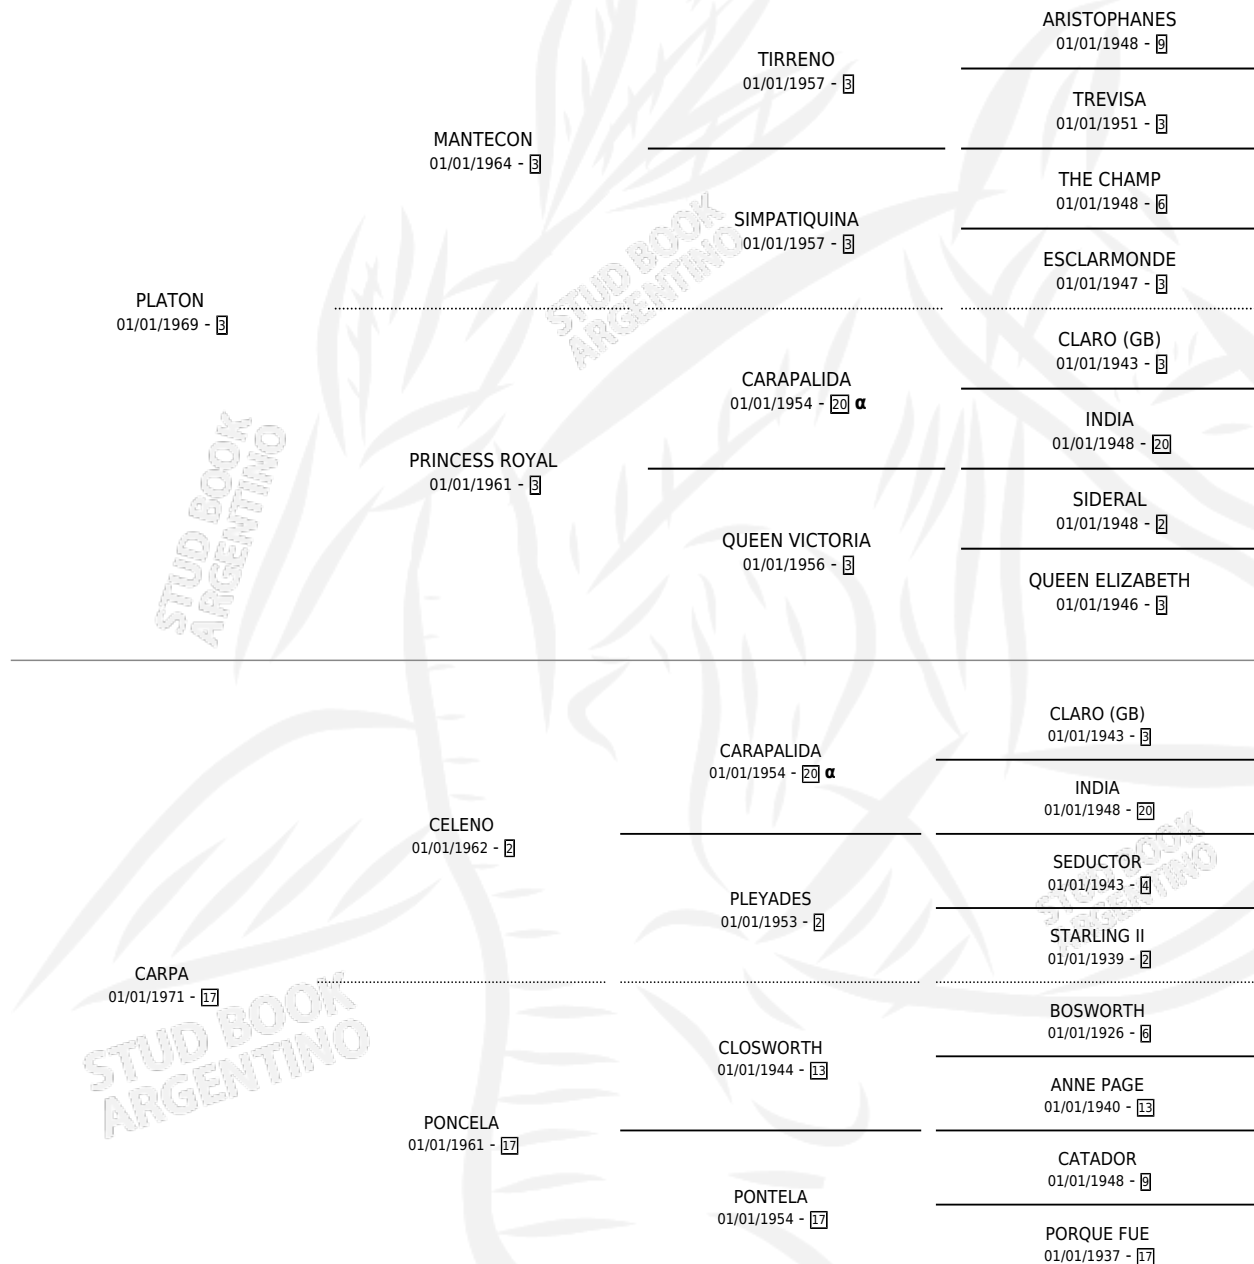 ARISTOPHANES
01/01/1948 - 9
TIRRENO
01/01/1957 - 3
TREVISA
01/01/1951 - 3
MANTECON
01/01/1964 - 3
THE CHAMP
01/01/1948 - 6
SIMPATIQUINA
01/01/1957 - 3
ESCLARMONDE
01/01/1947 - 3
PLATON
01/01/1969 - 3
CLARO (GB)
01/01/1943 - 3
CARAPALIDA
01/01/1954 - 20 α
INDIA
01/01/1948 - 20
PRINCESS ROYAL
01/01/1961 - 3
SIDERAL
01/01/1948 - 2
QUEEN VICTORIA
01/01/1956 - 3
QUEEN ELIZABETH
01/01/1946 - 3
CLARO (GB)
01/01/1943 - 3
CARAPALIDA
01/01/1954 - 20 α
INDIA
01/01/1948 - 20
CELENO
01/01/1962 - 2
SEDUCTOR
01/01/1943 - 4
PLEYADES
01/01/1953 - 2
STARLING II
01/01/1939 - 2
CARPA
01/01/1971 - 17
BOSWORTH
01/01/1926 - 6
CLOSWORTH
01/01/1944 - 13
ANNE PAGE
01/01/1940 - 13
PONCELA
01/01/1961 - 17
CATADOR
01/01/1948 - 9
PONTELA
01/01/1954 - 17
PORQUE FUE
01/01/1937 - 17
STUD BOOK
ARGENTINO
STUD BOOK
ARGENTINO
STUD BOOK
ARGENTINO
STUD BOOK
ARGENTINO